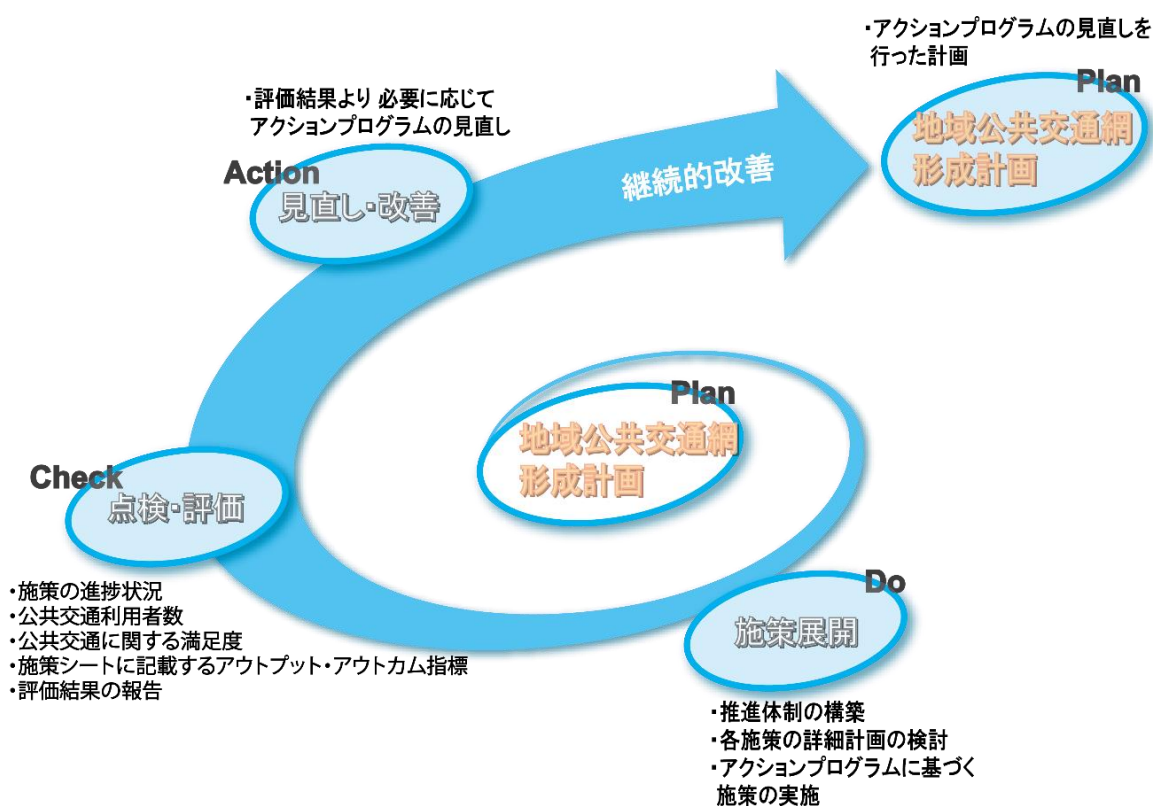 ・アクションプログラムの見直しを
行った計画
Plan
地域公共交通網
形成計画
・評価結果より 必要に応じて
アクションプログラムの見直し
Action
見直し・改善
継続的改善
Plan
地域公共交通網
形成計画
Check
点検・評価
・施策の進捗状況
・公共交通利用者数
・公共交通に関する満足度
・施策シートに記載するアウトプット・アウトカム指標
・評価結果の報告
Do
施策展開
・推進体制の構築
・各施策の詳細計画の検討
・アクションプログラムに基づく
施策の実施